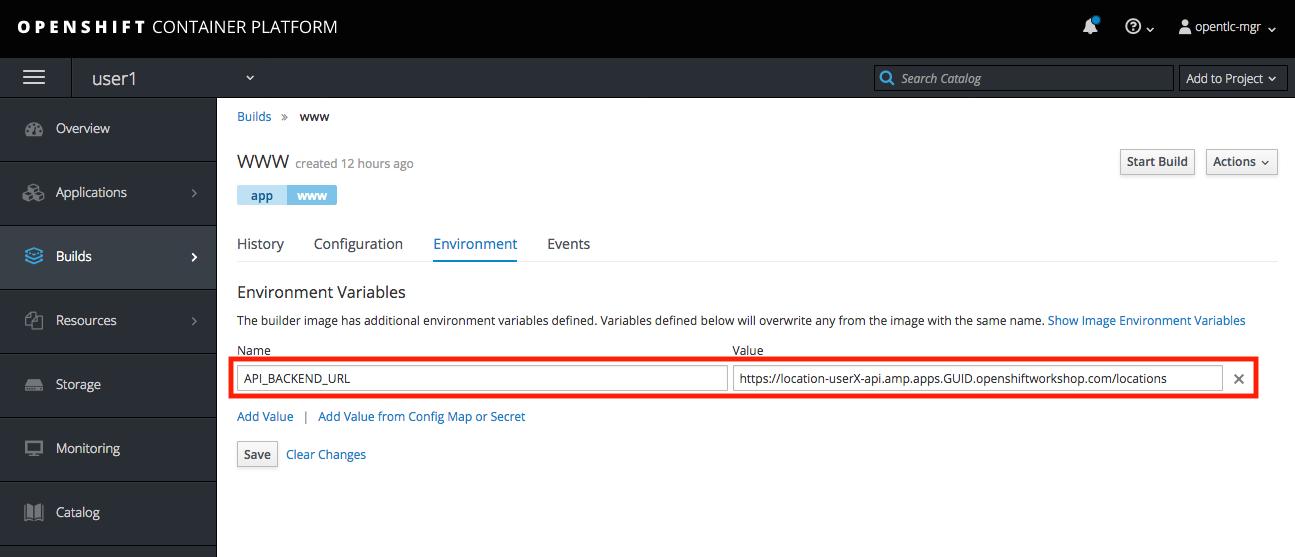 OPENSHIFT CONTAINER PLATFORM
opentlc-mgr
user1
Search Catalog
Add to Project
Overview
Applications
Builds
Resources
Storage
Monitoring
Catalog
Builds » www
WWW created 12 hours ago
Start Build
Actions
app www
History Configuration Environment Events
Environment Variables
The builder image has additional environment variables defined. Variables defined below will overwrite any from the image with the same name. Show Image Environment Variables
Name Value
API_BACKEND_URL https://location-userX-api.amp.apps.GUID.openshiftworkshop.com/locations
Add Value | Add Value from Config Map or Secret
Save Clear Changes